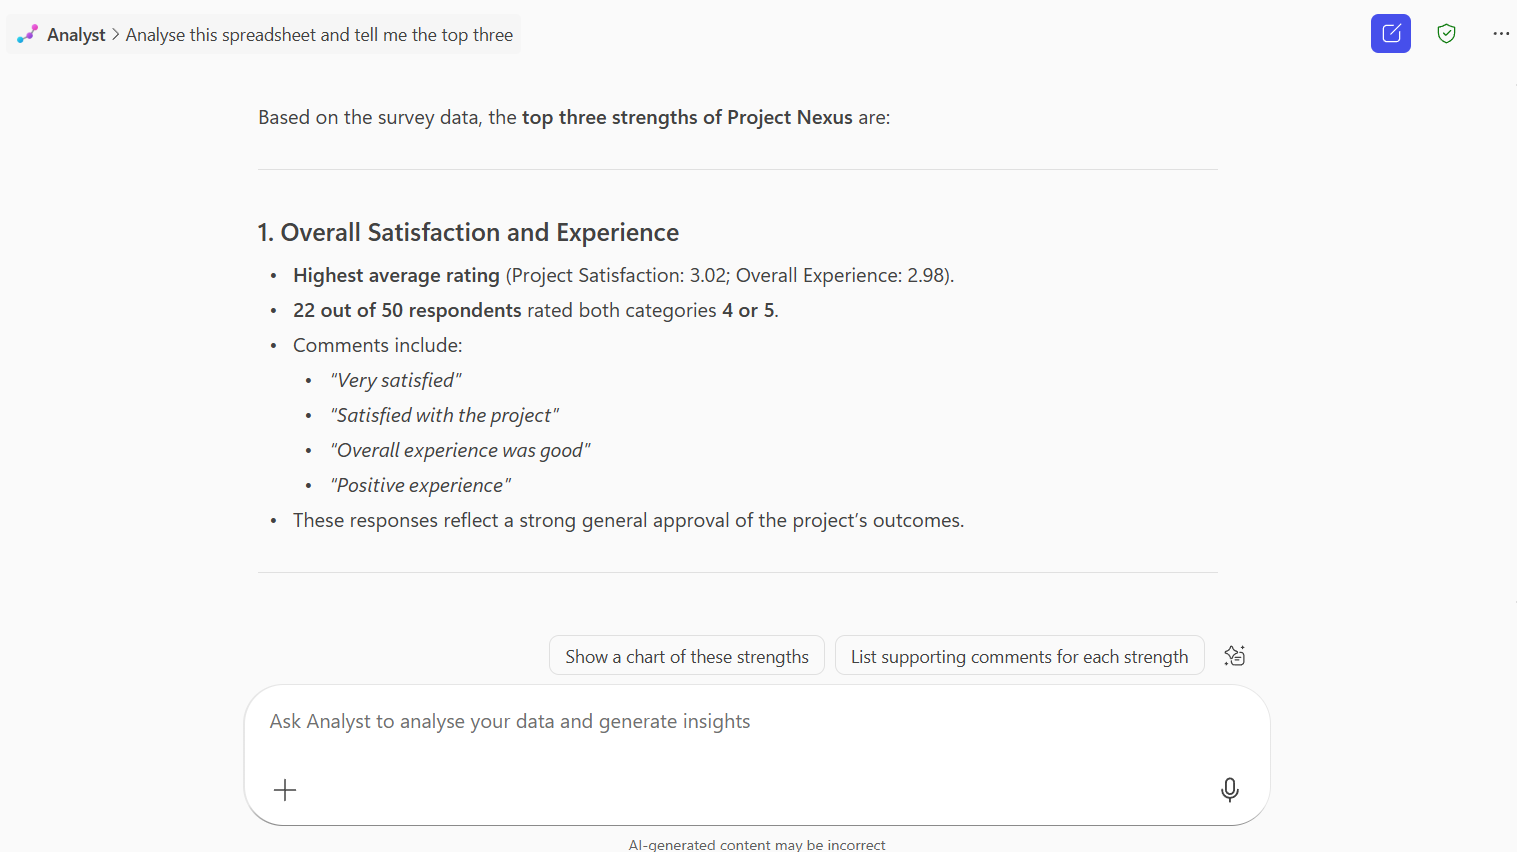 Analyst > Analyse this spreadsheet and tell me the top three
Based on the survey data, the top three strengths of Project Nexus are:
1. Overall Satisfaction and Experience
• Highest average rating (Project Satisfaction: 3.02; Overall Experience: 2.98).
• 22 out of 50 respondents rated both categories 4 or 5.
• Comments include:
• “Very satisfied”
• “Satisfied with the project”
• “Overall experience was good”
• “Positive experience”
• These responses reflect a strong general approval of the project’s outcomes.
Show a chart of these strengths
List supporting comments for each strength
Ask Analyst to analyse your data and generate insights
AI-generated content may be incorrect